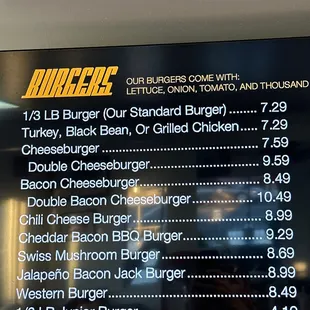 BURGERS
OUR BURGERS COME WITH:
LETTUCE, ONION, TOMATO, AND THOUSAND
1/3 LB Burger (Our Standard Burger) ....... 7.29
Turkey, Black Bean, Or Grilled Chicken..... 7.29
Cheeseburger ........................................ 7.59
Double Cheeseburger........................... 9.59
Bacon Cheeseburger ............................ 8.49
Double Bacon Cheeseburger............... 10.49
Chili Cheese Burger................................ 8.99
Cheddar Bacon BBQ Burger................. 9.29
Swiss Mushroom Burger ....................... 8.69
Jalapeño Bacon Jack Burger ................ 8.99
Western Burger........................................ 8.49
Junior Burger